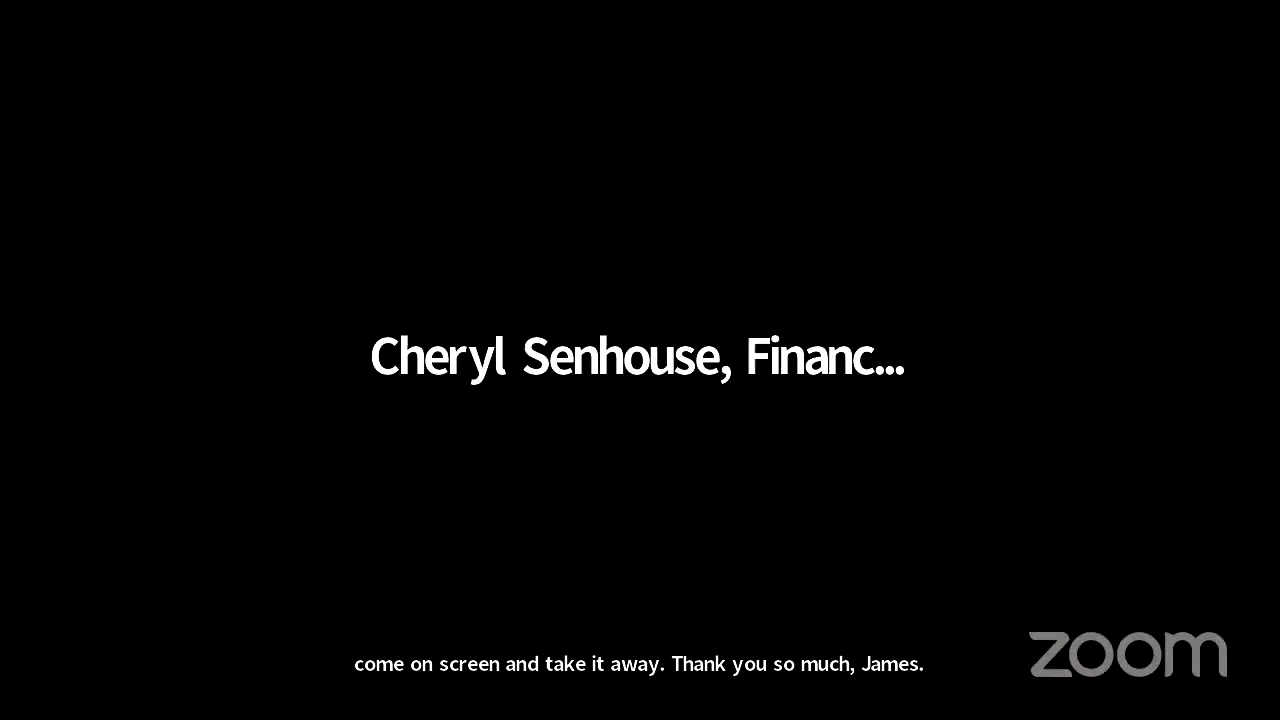 Cheryl Senhouse, Financ...
come on screen and take it away. Thank you so much, James.
zoom